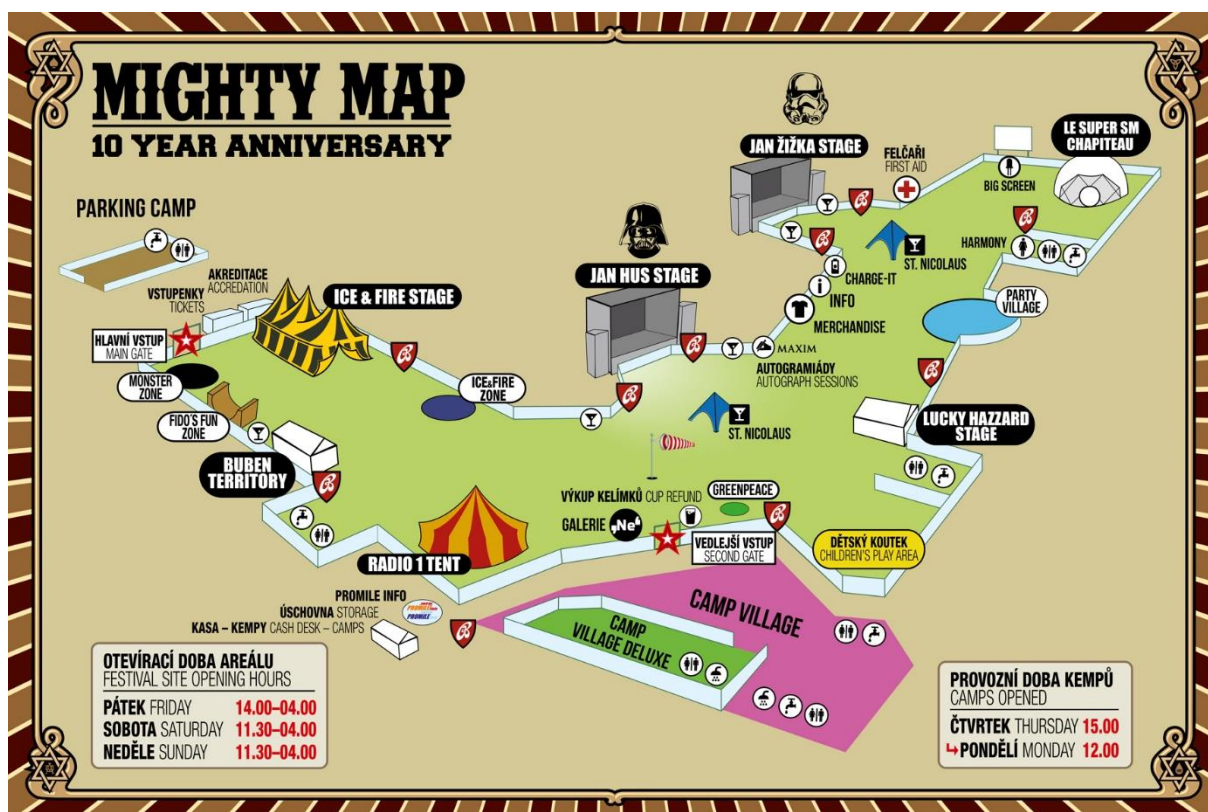 MIGHTY MAP
10 YEAR ANNIVERSARY
PARKING CAMP
AKREDITACE
ACCREDATION
VSTUPENKY
TICKETS
HLAVNÍ VSTUP
MAIN GATE
MONSTER
ZONE
FIDO'S FUN
ZONE
BUBEN
TERRITORY
ICE & FIRE STAGE
ICE&FIRE
ZONE
JAN HUS STAGE
JAN ŽIŽKA STAGE
FELČAŘI
FIRST AID
BIG SCREEN
LE SUPER SM
CHAPITEAU
HARMONY
ST. NICOLAUS
CHARGE-IT
i
INFO
MERCHANDISE
MAXIM
AUTOGRAMIÁDY
AUTOGRAPH SESSIONS
PARTY
VILLAGE
ST. NICOLAUS
LUCKY HAZZARD
STAGE
VÝKUP KELÍMKŮ CUP REFUND
GREENPEACE
GALERIE „Ne“
VEDLEJŠÍ VSTUP
SECOND GATE
DĚTSKÝ KOUTEK
CHILDREN'S PLAY AREA
RADIO 1 TENT
PROMILE INFO
PROMILE
ÚSCHOVNA STORAGE
KASA – KEMPY CASH DESK – CAMPS
CAMP VILLAGE
CAMP
VILLAGE DELUXE
OTEVÍRACÍ DOBA AREÁLU
FESTIVAL SITE OPENING HOURS
PÁTEK FRIDAY 14.00–04.00
SOBOTA SATURDAY 11.30–04.00
NEDĚLE SUNDAY 11.30–04.00
PROVOZNÍ DOBA KEMPŮ
CAMPS OPENED
ČTVRTEK THURSDAY 15.00
↳PONDĚLÍ MONDAY 12.00